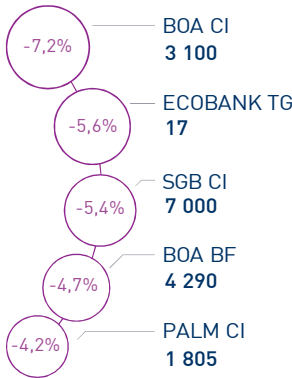 -7,2%
BOA CI
3 100
-5,6%
ECOBANK TG
17
-5,4%
SGB CI
7 000
-4,7%
BOA BF
4 290
-4,2%
PALM CI
1 805